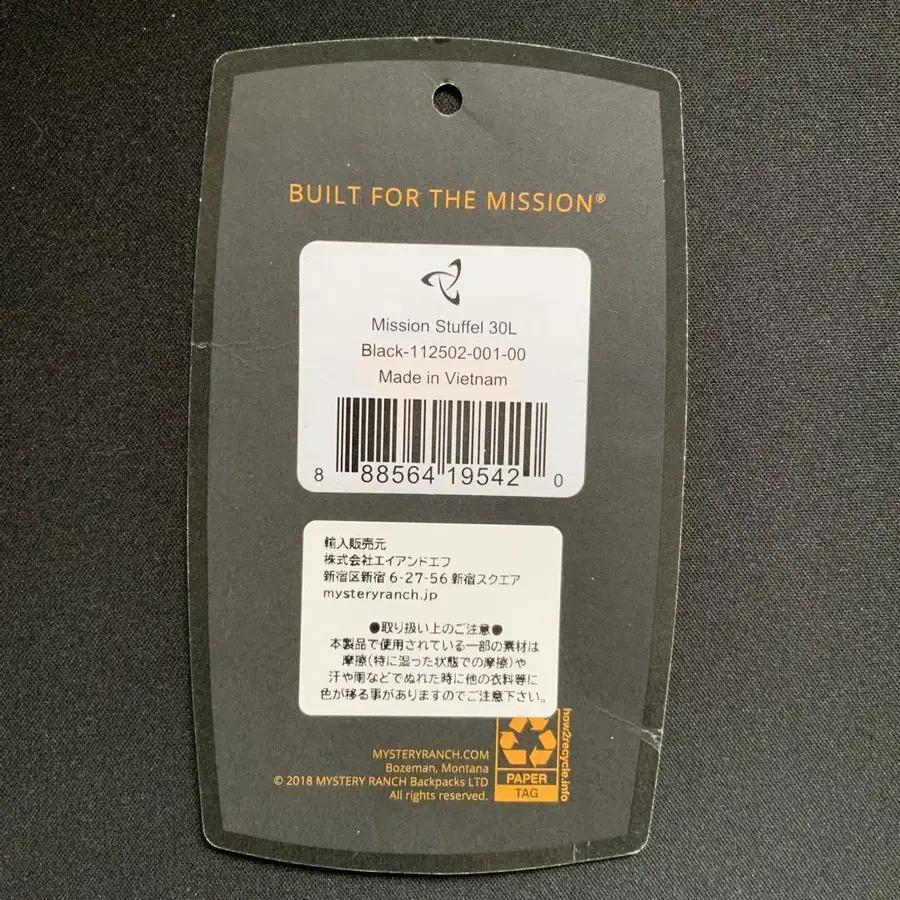 BUILT FOR THE MISSION®
Mission Stuffel 30L
Black-112502-001-00
Made in Vietnam
8 88564 19542 0
輸入販売元
株式会社エイアンドエフ
新宿区新宿6-27-56 新宿スクエア
mysteryranch.jp
●取り扱い上のご注意●
本製品で使用されている一部の素材は
摩擦(特に湿った状態での摩擦)や
汗や雨などでぬれた時に他の衣料等に
色が移る事がありますのでご注意下さい。
MYSTERYRANCH.COM
Bozeman, Montana
© 2018 MYSTERY RANCH Backpacks LTD
All rights reserved.
PAPER
TAG
how2recycle.info